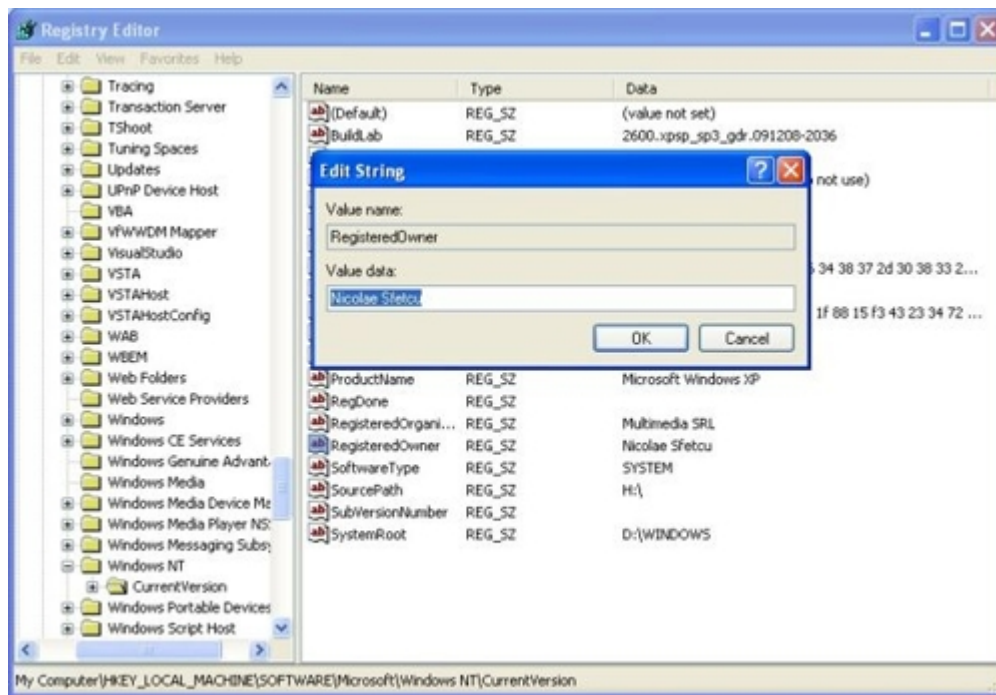 Registry Editor
File Edit View Favorites Help
Tracing
Transaction Server
TShoot
Tuning Spaces
Updates
UPnP Device Host
VBA
VfWWDM Mapper
VisualStudio
VSTA
VSTAHost
VSTAHostConfig
WAB
WBEM
Web Folders
Web Service Providers
Windows
Windows CE Services
Windows Genuine Advant
Windows Media
Windows Media Device Ma
Windows Media Player NS
Windows Messaging Subsy
Windows NT
CurrentVersion
Windows Portable Devices
Windows Script Host
Name Type Data
(Default) REG_SZ (value not set)
BuildLab REG_SZ 2600.xpsp_sp3_gdr.091208-2036
not use)
34 38 37 2d 30 38 33 2...
1f 88 15 f3 43 23 34 72 ...
Edit String
Value name:
RegisteredOwner
Value data:
Nicolae Sfetcu
OK Cancel
ProductName REG_SZ Microsoft Windows XP
RegDone REG_SZ
RegisteredOrgani... REG_SZ Multimedia SRL
RegisteredOwner REG_SZ Nicolae Sfetcu
SoftwareType REG_SZ SYSTEM
SourcePath REG_SZ H:\
SubVersionNumber REG_SZ
SystemRoot REG_SZ D:\WINDOWS
My Computer\HKEY_LOCAL_MACHINE\SOFTWARE\Microsoft\Windows NT\CurrentVersion